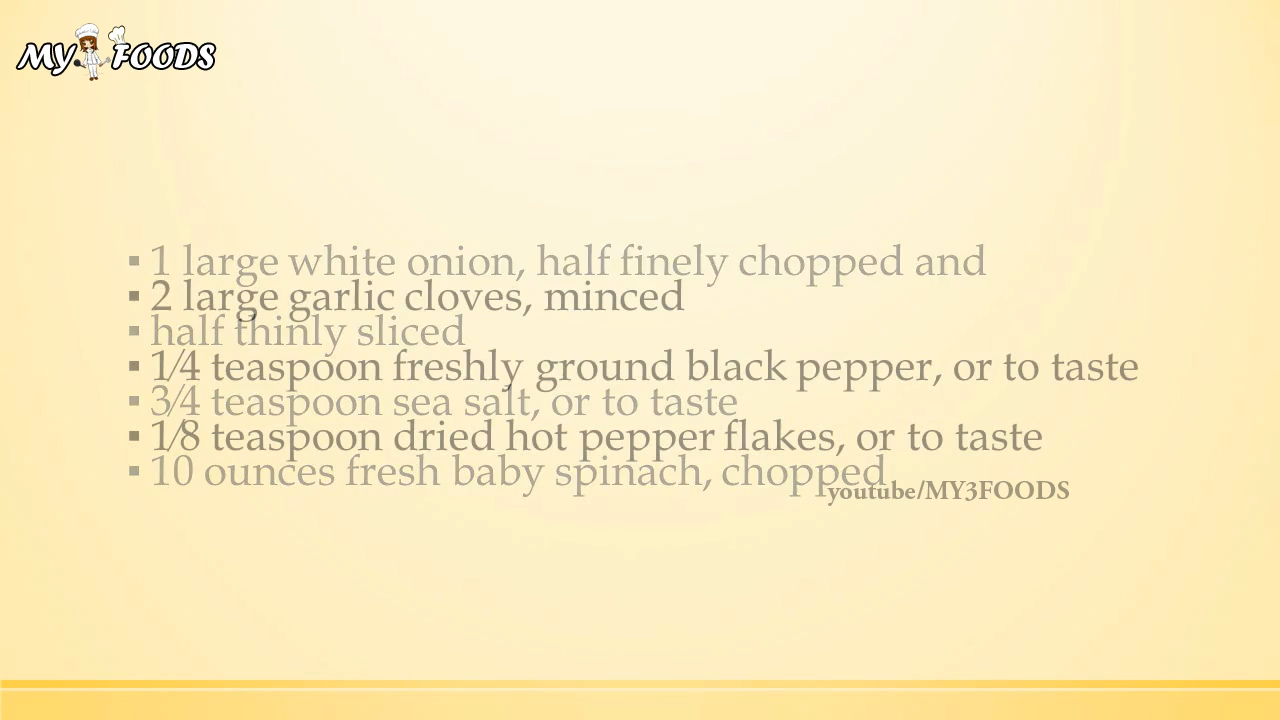 MY FOODS
▪ 1 large white onion, half finely chopped and
▪ 2 large garlic cloves, minced
▪ half thinly sliced
▪ 1⁄4 teaspoon freshly ground black pepper, or to taste
▪ 3⁄4 teaspoon sea salt, or to taste
▪ 1⁄8 teaspoon dried hot pepper flakes, or to taste
▪ 10 ounces fresh baby spinach, chopped
youtube/MY3FOODS